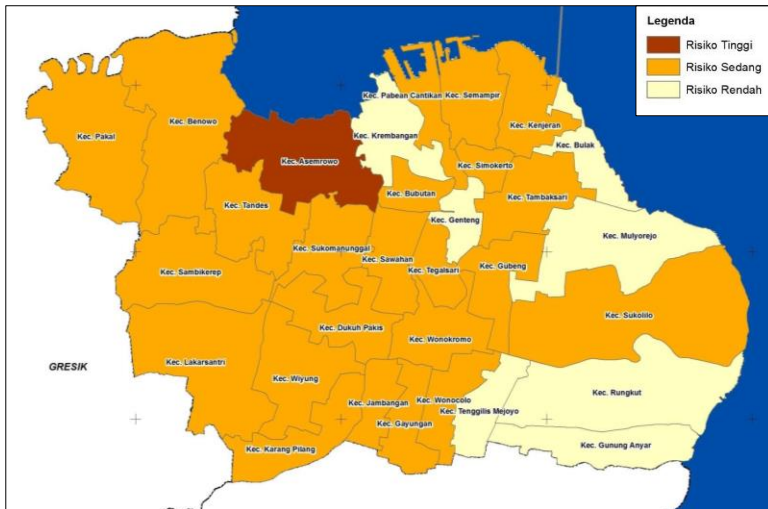 Legenda
Risiko Tinggi
Risiko Sedang
Risiko Rendah
Kec. Pabean Cantikan
Kec. Semampir
Kec. Benowo
Kec. Pakal
Kec. Krembangan
Kec. Kenjeran
Kec. Bulak
Kec. Asemrowo
Kec. Simokerto
Kec. Bubutan
Kec. Tambaksari
Kec. Tandes
Kec. Genteng
Kec. Mulyorejo
Kec. Sukomanunggal
Kec. Sawahan
Kec. Tegalsari
Kec. Gubeng
Kec. Sambikerep
Kec. Sukolilo
Kec. Dukuh Pakis
Kec. Wonokromo
Kec. Lakarsantri
GRESIK
Kec. Wiyung
Kec. Rungkut
Kec. Jambangan
Kec. Wonocolo
Kec. Tenggilis Mejoyo
Kec. Gayungan
Kec. Gunung Anyar
Kec. Karang Pilang